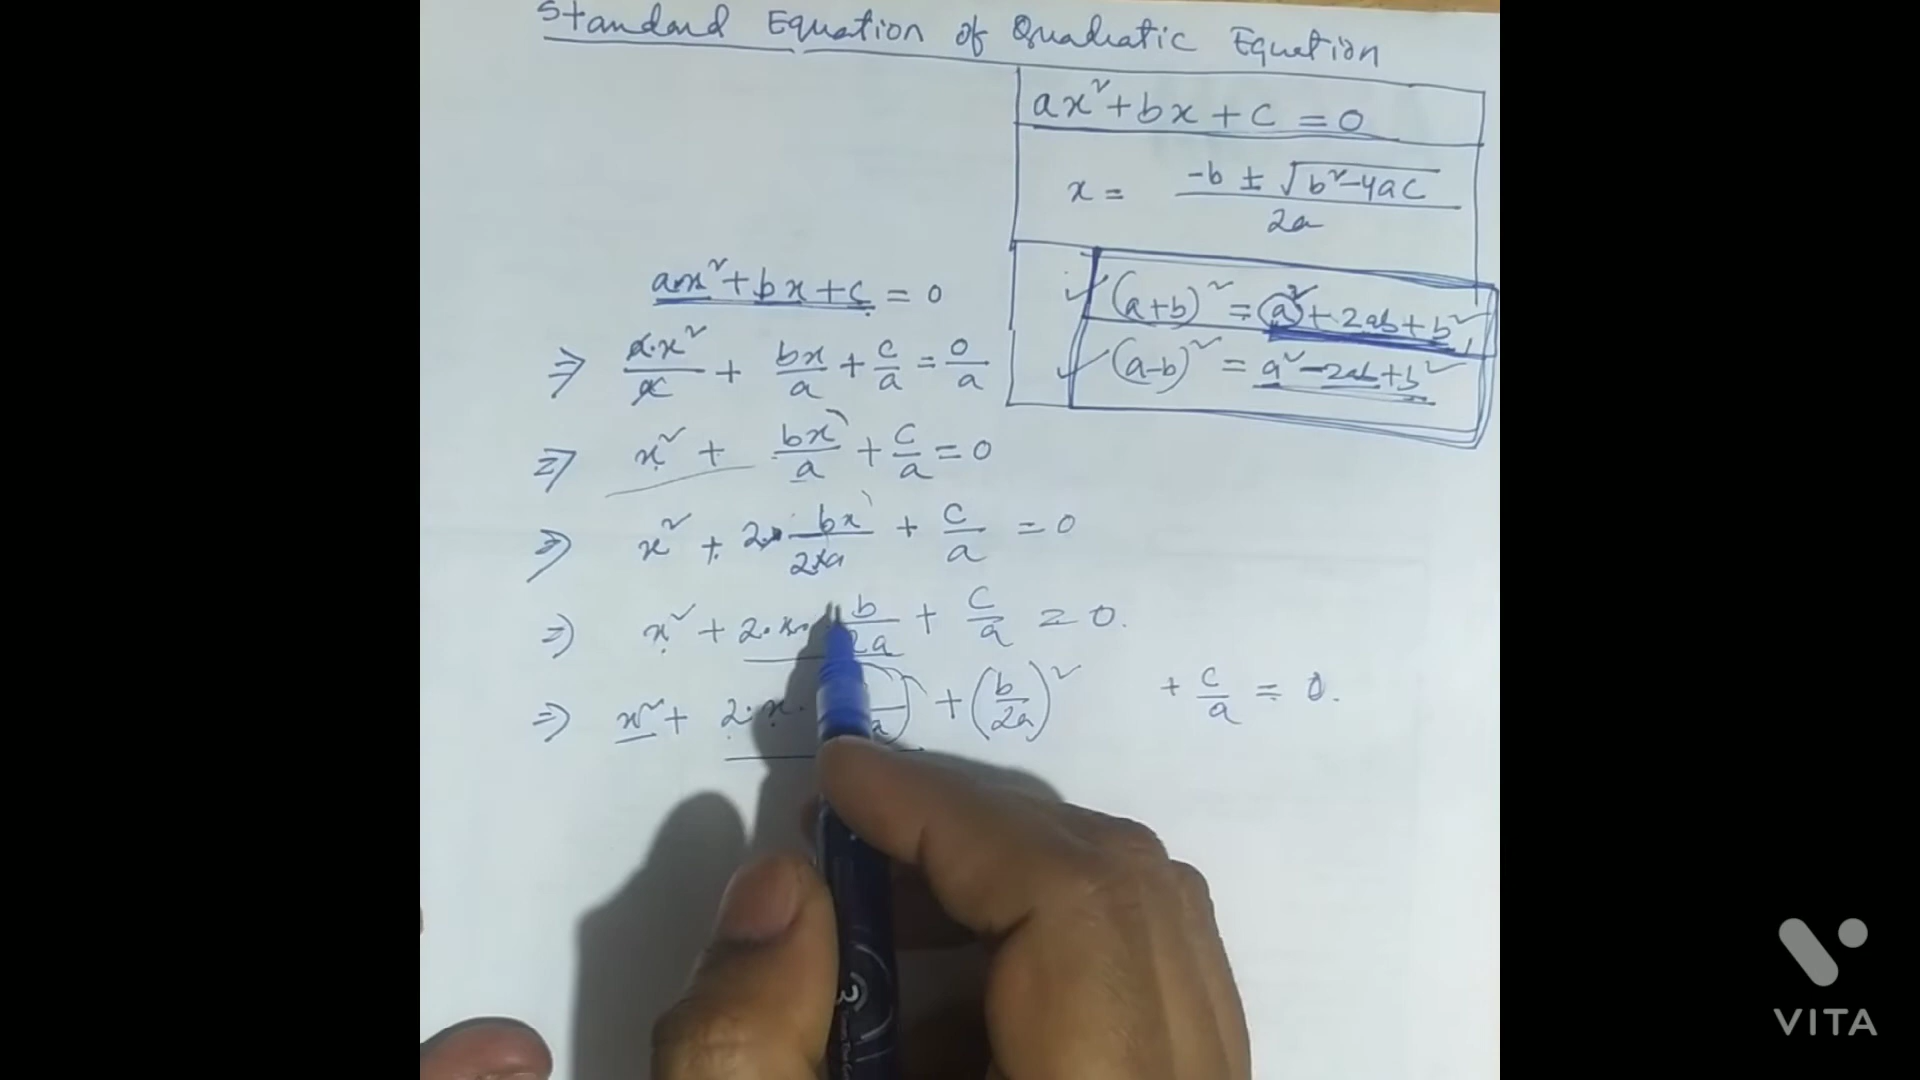 Standard Equation of Quadratic Equation
ax² + bx + c = 0
x = (-b ± √(b² - 4ac)) / 2a
(a+b)² = a² + 2ab + b²
(a-b)² = a² - 2ab + b²
ax² + bx + c = 0
⇒ a·x²/a + bx/a + c/a = 0/a
⇒ x² + bx/a + c/a = 0
⇒ x² + 2· bx/2×a + c/a = 0
⇒ x² + 2·x· b/2a + c/a = 0.
⇒ x² + 2·x· a) + (b/2a)² + c/a = 0.
VITA